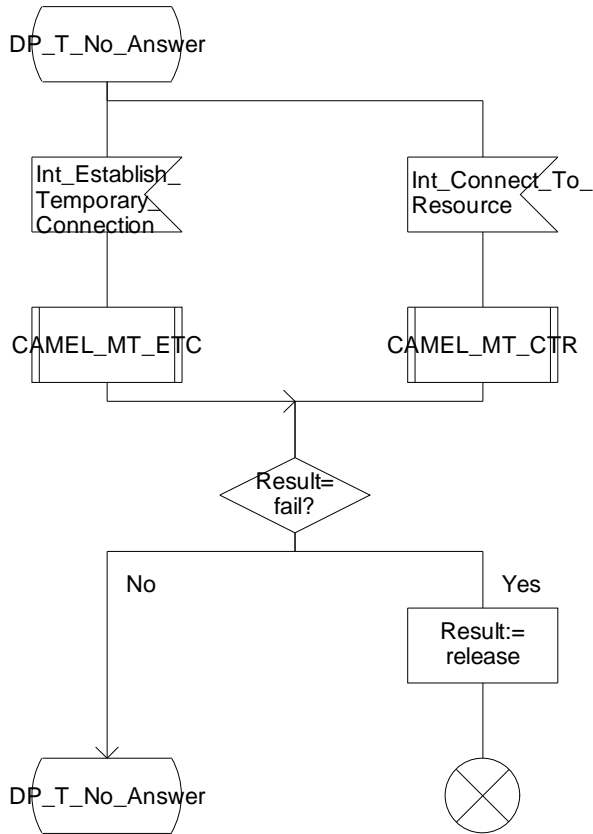 DP_T_No_Answer
Int_Establish_
Temporary_
Connection
Int_Connect_To_
Resource
CAMEL_MT_ETC
CAMEL_MT_CTR
Result=
fail?
No
Yes
Result:=
release
DP_T_No_Answer